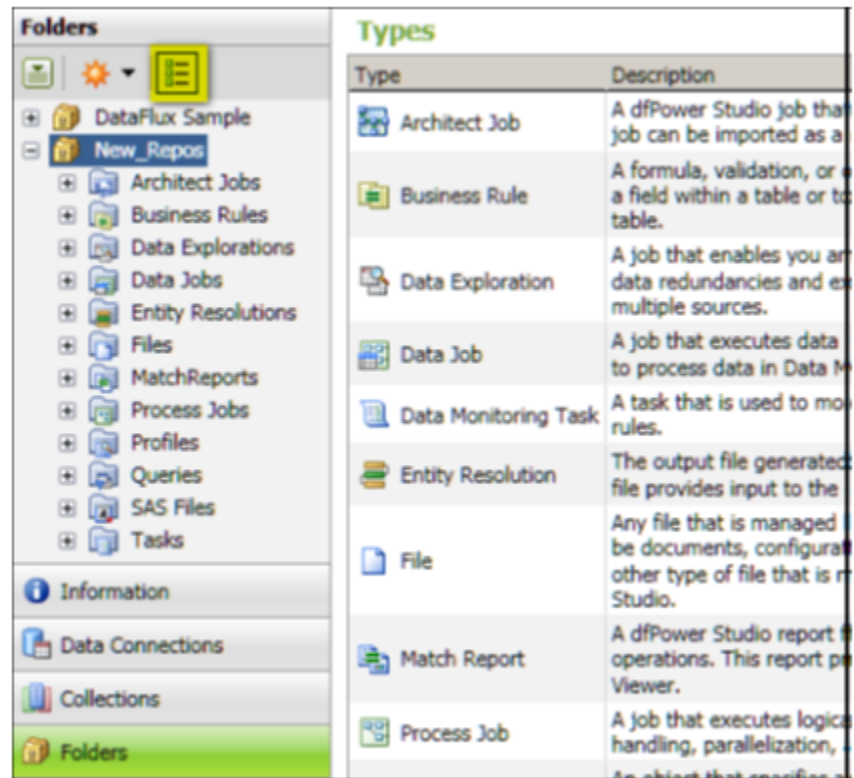 Folders
DataFlux Sample
New_Repos
Architect Jobs
Business Rules
Data Explorations
Data Jobs
Entity Resolutions
Files
MatchReports
Process Jobs
Profiles
Queries
SAS Files
Tasks
Information
Data Connections
Collections
Folders
Types
Type Description
Architect Job
A dfPower Studio job that
job can be imported as a
Business Rule
A formula, validation, or
a field within a table or to
table.
Data Exploration
A job that enables you
data redundancies and
multiple sources.
Data Job
A job that executes data
to process data in Data
Data Monitoring Task
A task that is used to
rules.
Entity Resolution
The output file generated
file provides input to the
File
Any file that is managed
be documents,
other type of file that is
Studio.
Match Report
A dfPower Studio report
operations. This report
Viewer.
Process Job
A job that executes
handling, parallelization,
An object that specifies